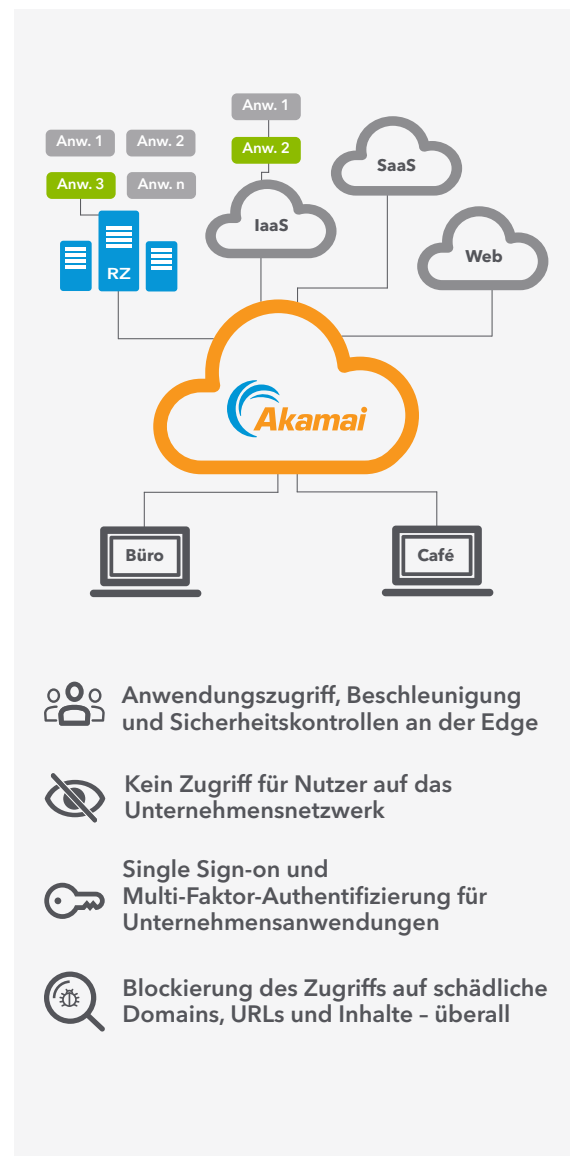 Anw. 1
Anw. 1
Anw. 2
Anw. 2
SaaS
Anw. 3
Anw. n
IaaS
RZ
Web
Akamai
Büro
Café
Anwendungszugriff, Beschleunigung
und Sicherheitskontrollen an der Edge
Kein Zugriff für Nutzer auf das
Unternehmensnetzwerk
Single Sign-on und
Multi-Faktor-Authentifizierung für
Unternehmensanwendungen
Blockierung des Zugriffs auf schädliche
Domains, URLs und Inhalte – überall